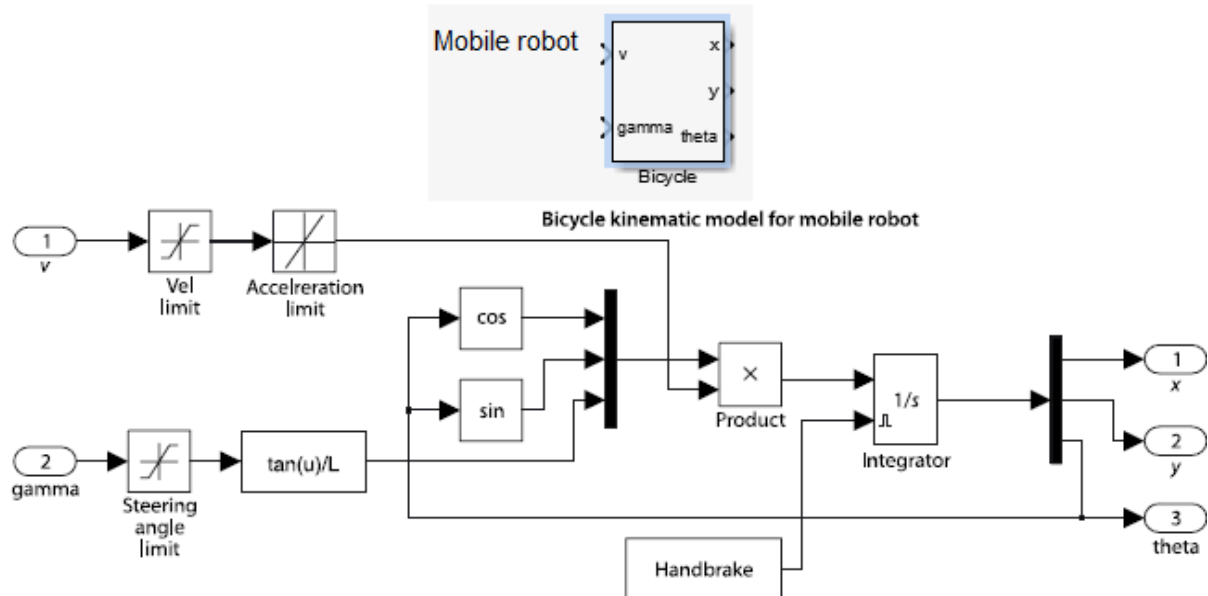 Mobile robot
v
gamma
x
y
theta
Bicycle
Bicycle kinematic model for mobile robot
1
v
Vel
limit
Accelreration
limit
cos
sin
×
Product
1/s
Integrator
1
x
2
y
3
theta
2
gamma
Steering
angle
limit
tan(u)/L
Handbrake